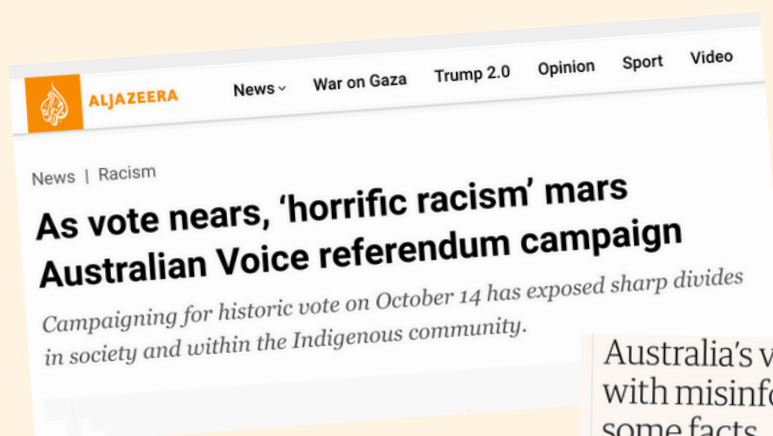 ALJAZEERA
News War on Gaza Trump 2.0 Opinion Sport Video
News | Racism
As vote nears, ‘horrific racism’ mars
Australian Voice referendum campaign
Campaigning for historic vote on October 14 has exposed sharp divides
in society and within the Indigenous community.
Australia’s
with
some facts